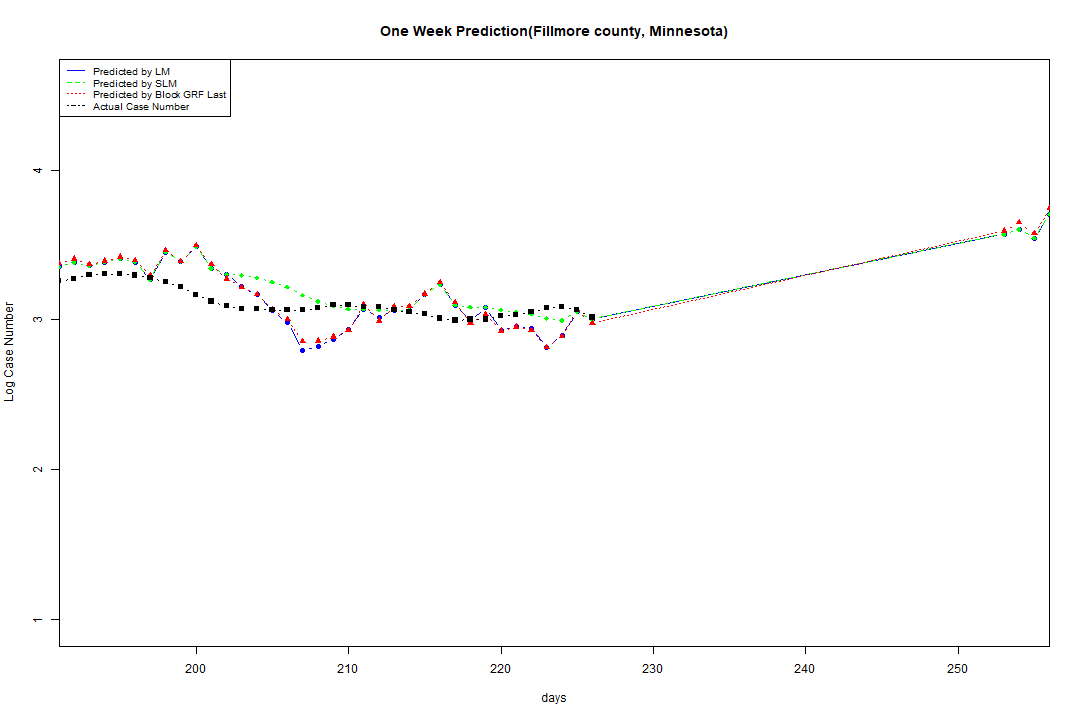 One Week Prediction(Fillmore county, Minnesota)
Predicted by LM
Predicted by SLM
Predicted by Block GRF Last
Actual Case Number
4
3
2
1
Log Case Number
200 210 220 230 240 250
days